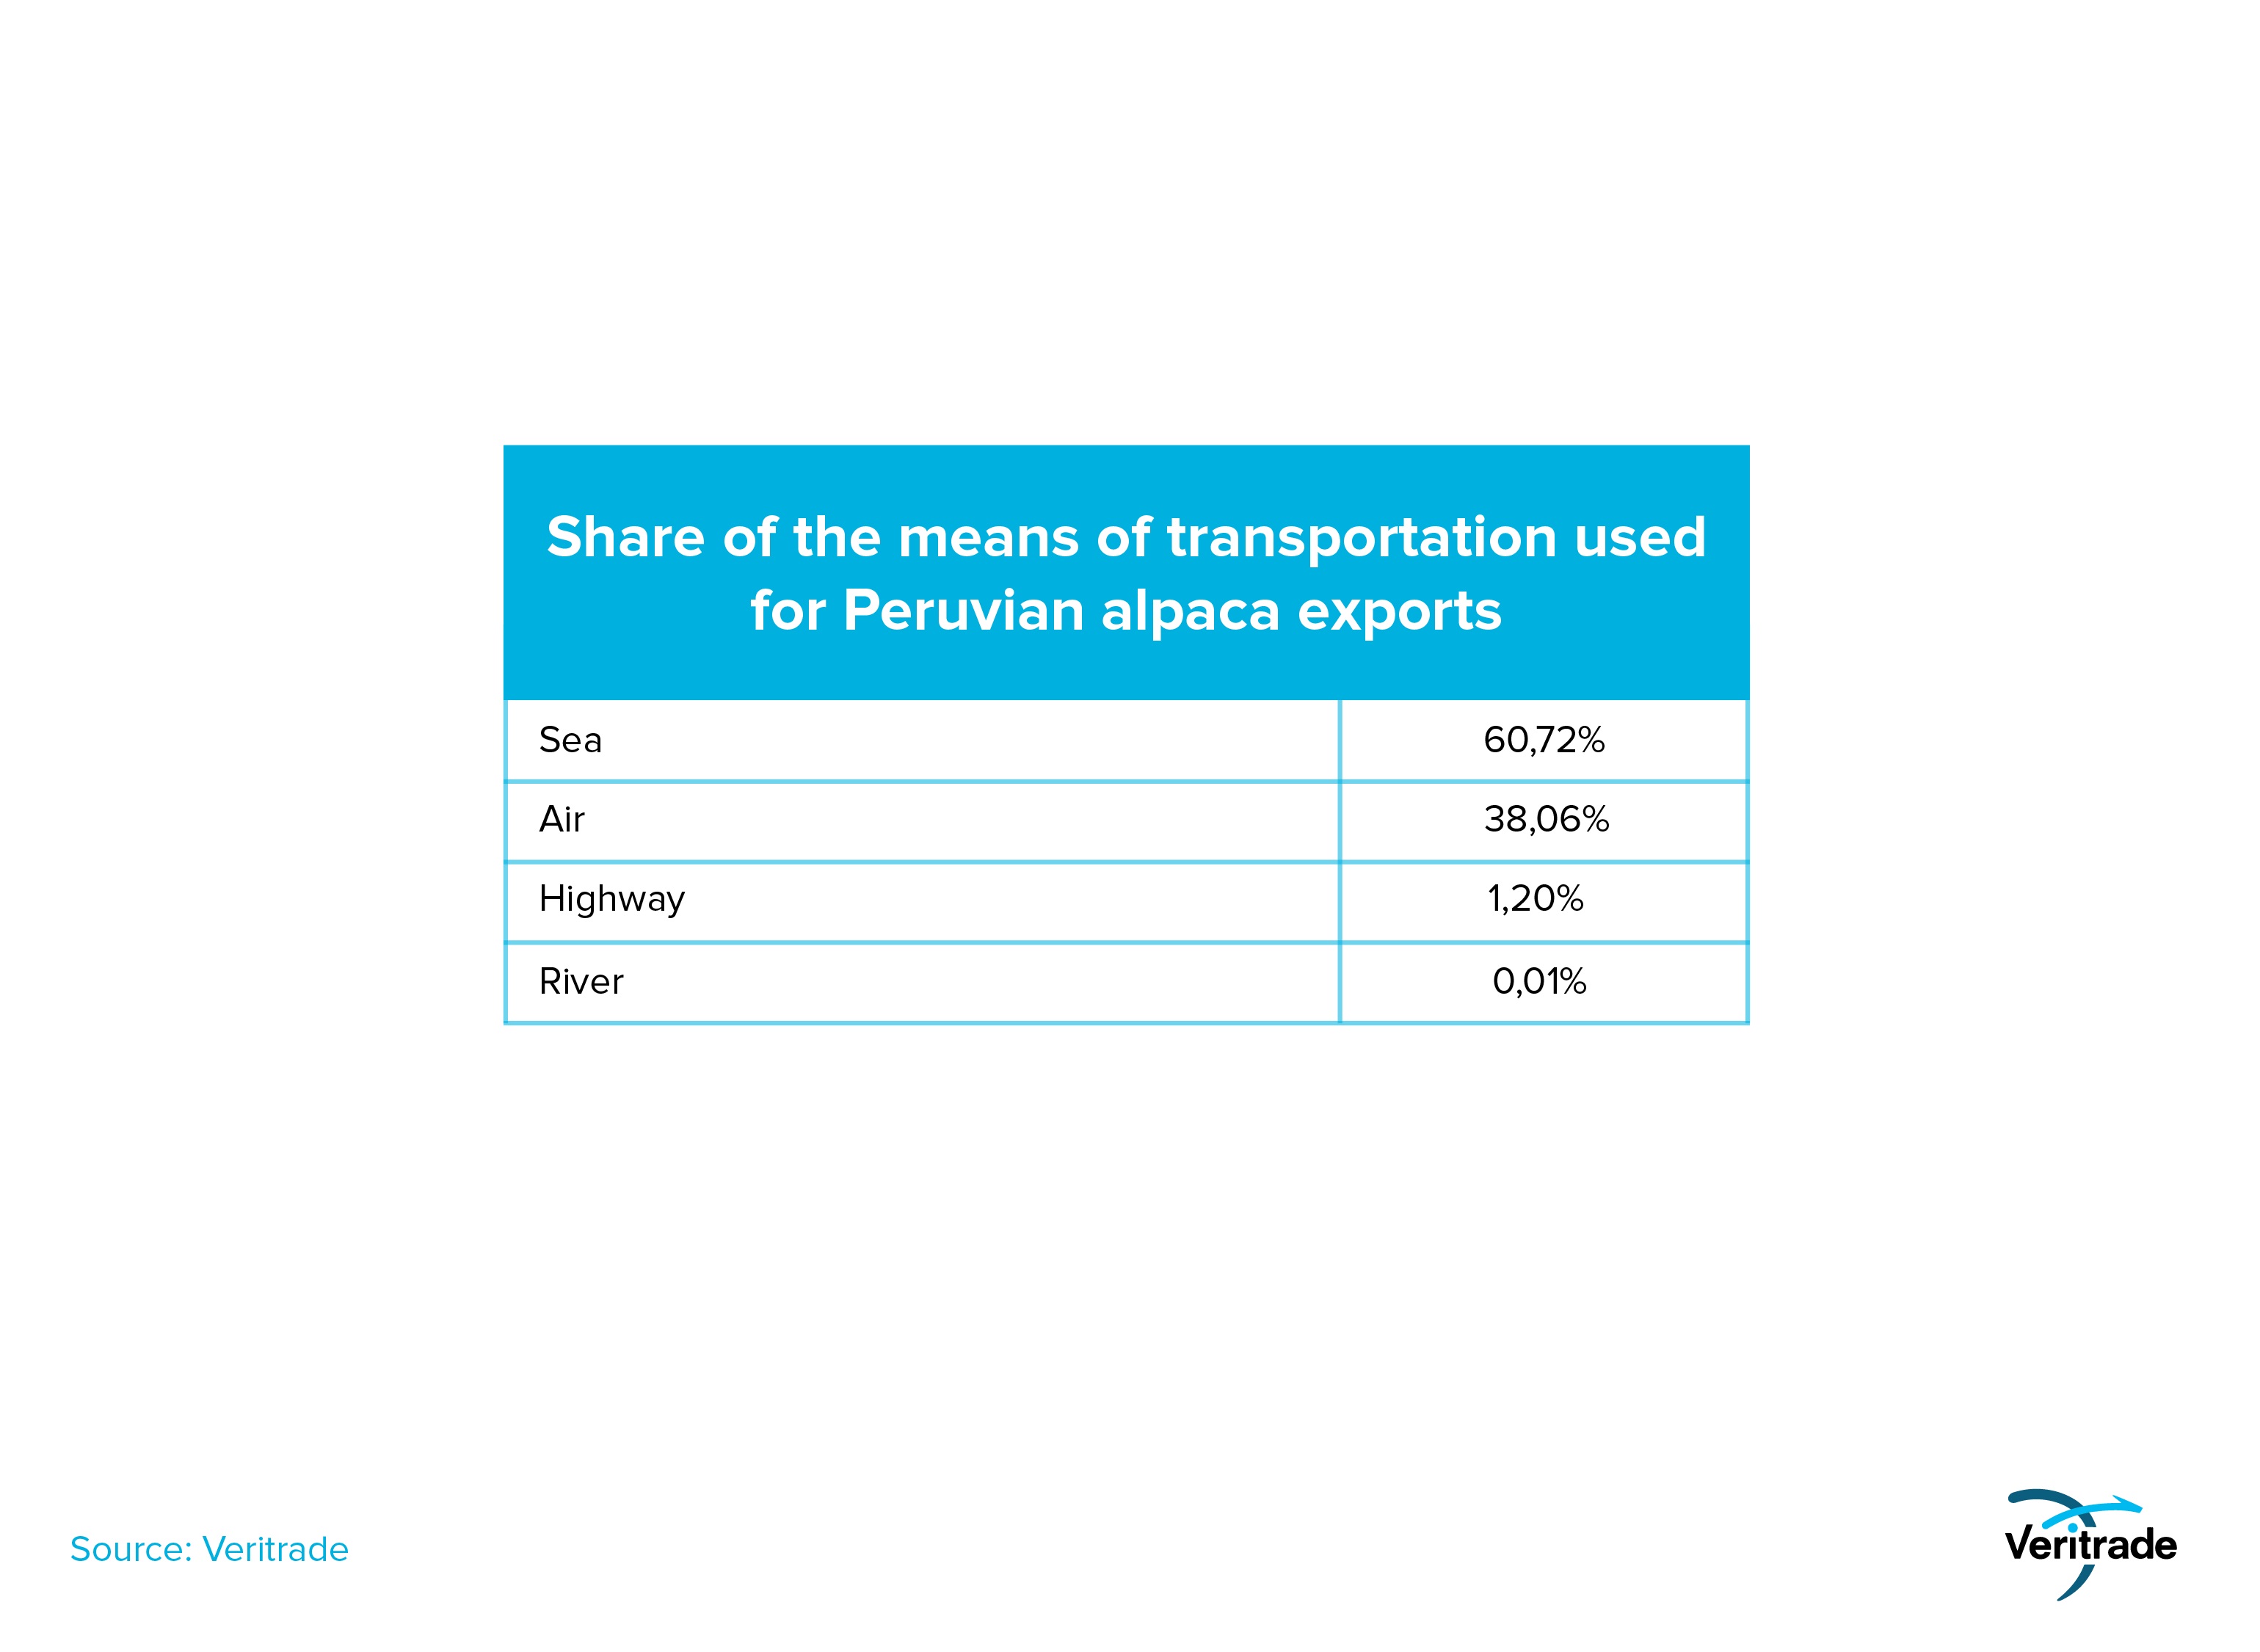 Share of the means of transportation used
for Peruvian alpaca exports
Sea 60,72%
Air 38,06%
Highway 1,20%
River 0,01%
Source: Veritrade
Veritrade